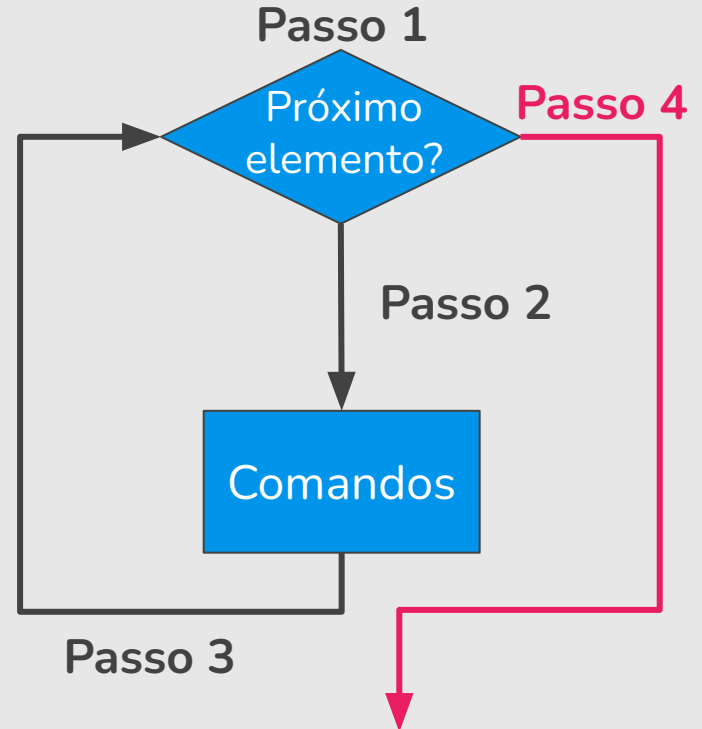 Passo 1
Próximo
elemento?
Passo 4
Passo 2
Comandos
Passo 3